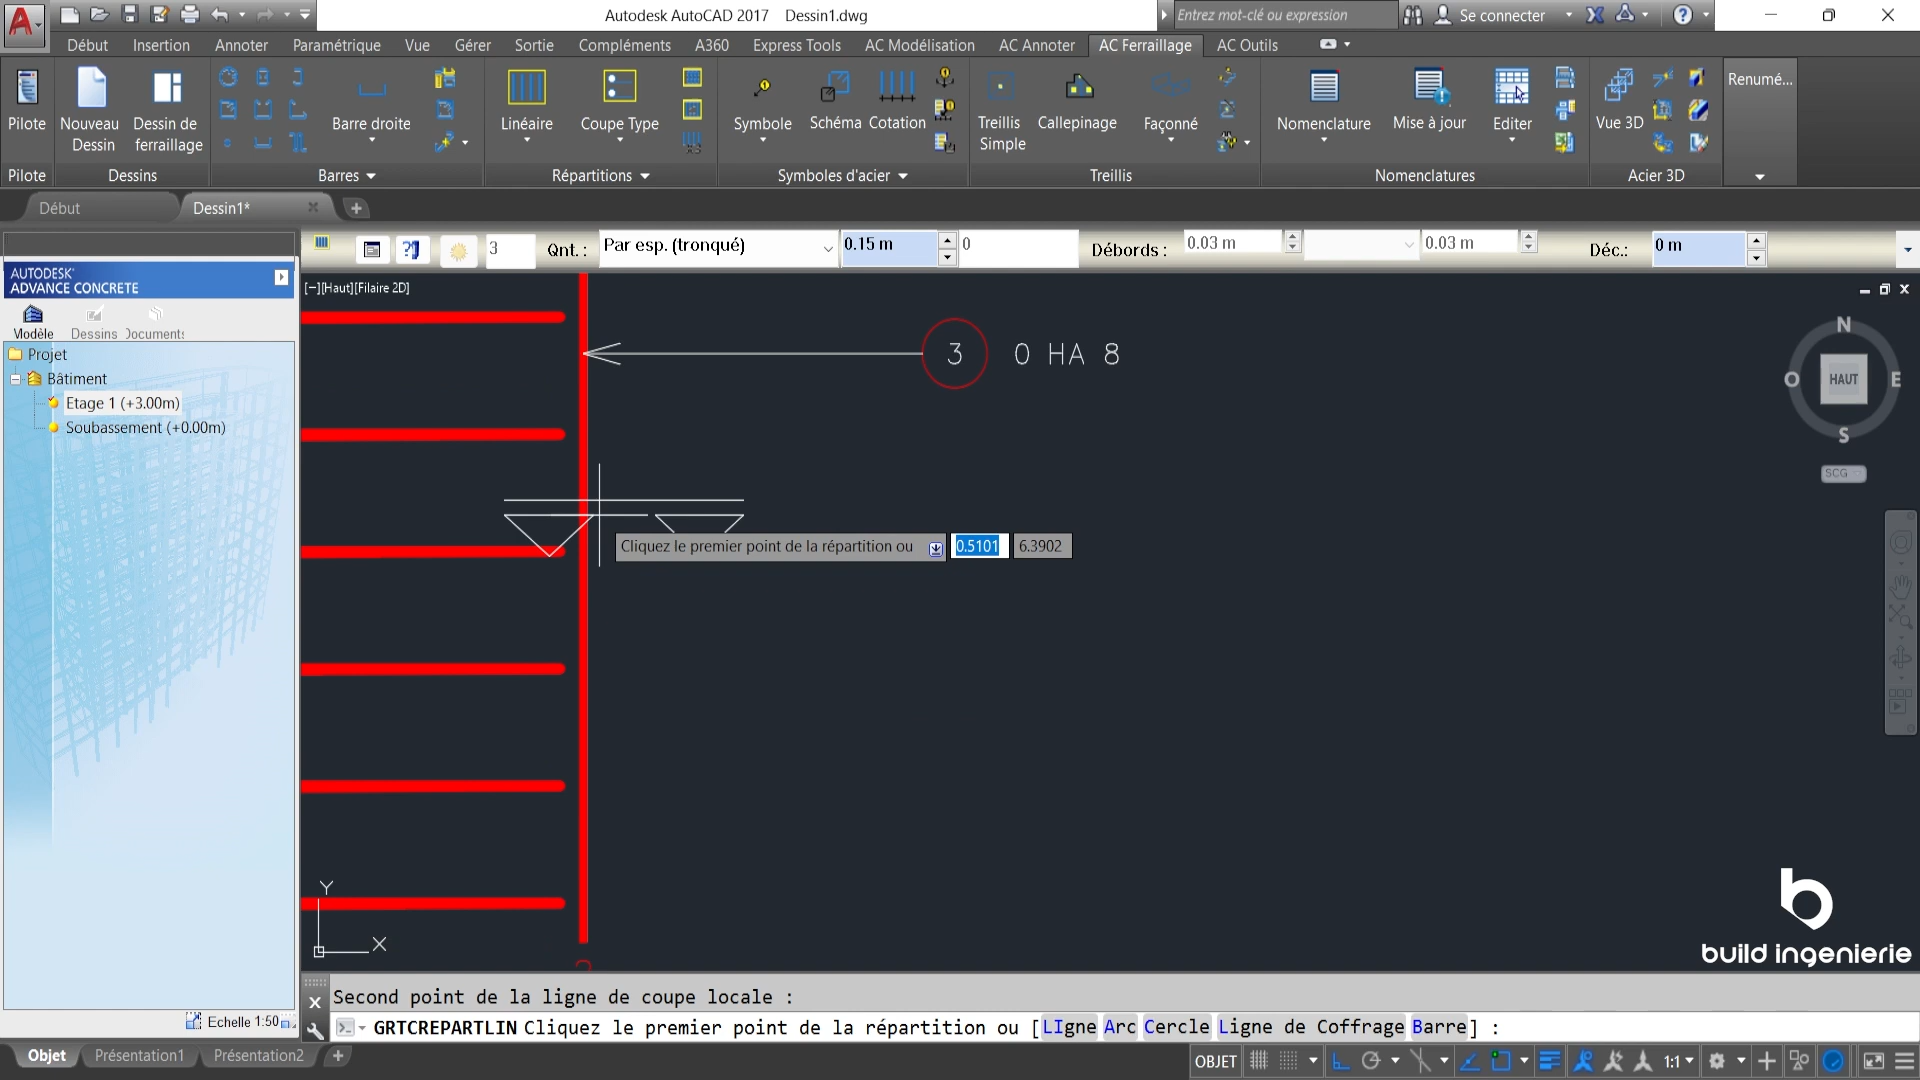 Autodesk AutoCAD 2017 Dessin1.dwg
Entrez mot-clé ou expression
Se connecter
Début Insertion Annoter Paramétrique Vue Gérer Sortie Compléments A360 Express Tools AC Modélisation AC Annoter AC Ferraillage AC Outils
Pilote
Nouveau Dessin
Dessin de ferraillage
Barre droite
Linéaire
Coupe Type
Symbole
Schéma
Cotation
Treillis Simple
Callepinage
Façonné
Nomenclature
Mise à jour
Editer
Vue 3D
Renumé...
Pilote Dessins Barres Répartitions Symboles d'acier Treillis Nomenclatures Acier 3D
Début Dessin1*
3 Qnt. : Par esp. (tronqué) 0.15 m 0 Débords : 0.03 m 0.03 m Déc.: 0 m
AUTODESK'
ADVANCE CONCRETE
Modèle Dessins Documents
Projet
Bâtiment
Etage 1 (+3.00m)
Soubassement (+0.00m)
Echelle 1:50
[−][Haut][Filaire 2D]
3 0 HA 8
N
O HAUT E
S
SCG
Cliquez le premier point de la répartition ou 0.5101 6.3902
Y
X
build ingenierie
Second point de la ligne de coupe locale :
GRTCREPARTLIN Cliquez le premier point de la répartition ou [LIgne Arc Cercle Ligne de Coffrage Barre] :
Objet Présentation1 Présentation2
OBJET 1:1